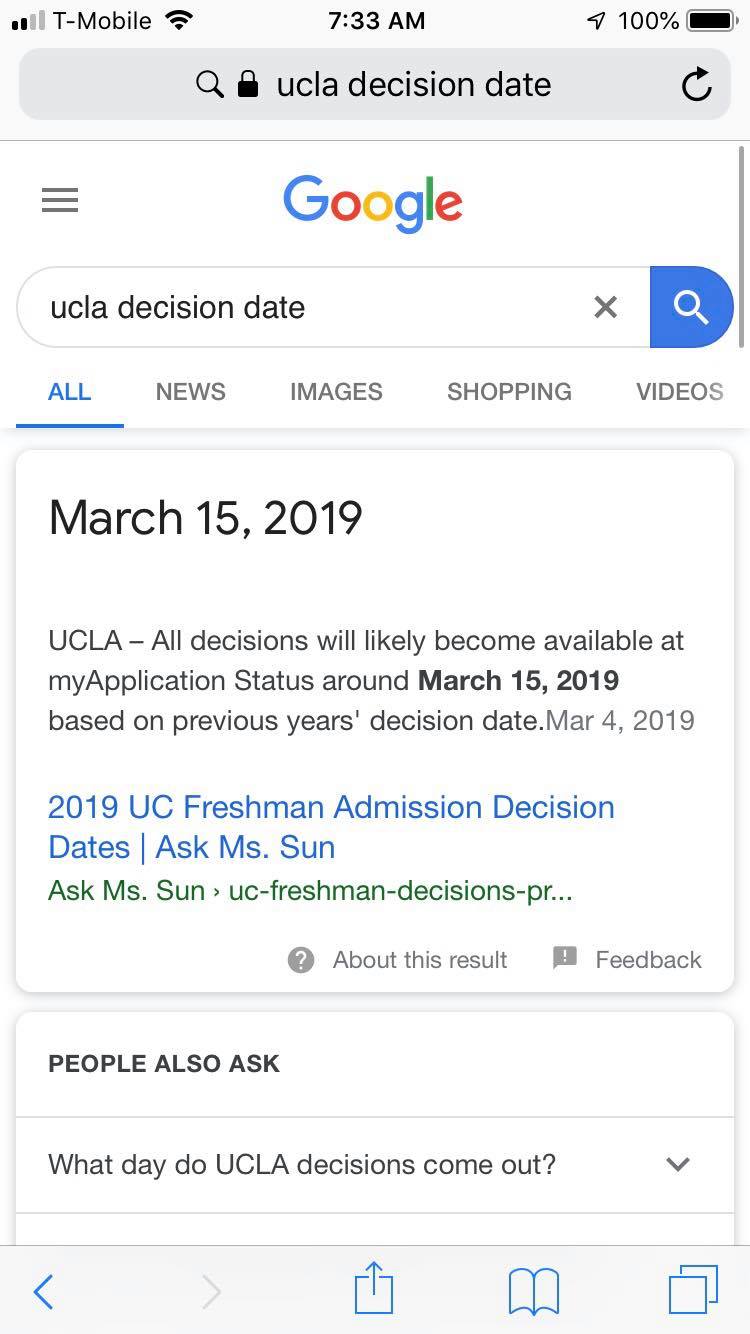 T-Mobile 7:33 AM 100%
ucla decision date
Google
ucla decision date
ALL NEWS IMAGES SHOPPING VIDEOS
March 15, 2019
UCLA – All decisions will likely become available at
myApplication Status around March 15, 2019
based on previous years' decision date.Mar 4, 2019
2019 UC Freshman Admission Decision
Dates | Ask Ms. Sun
Ask Ms. Sun › uc-freshman-decisions-pr...
About this result Feedback
PEOPLE ALSO ASK
What day do UCLA decisions come out?